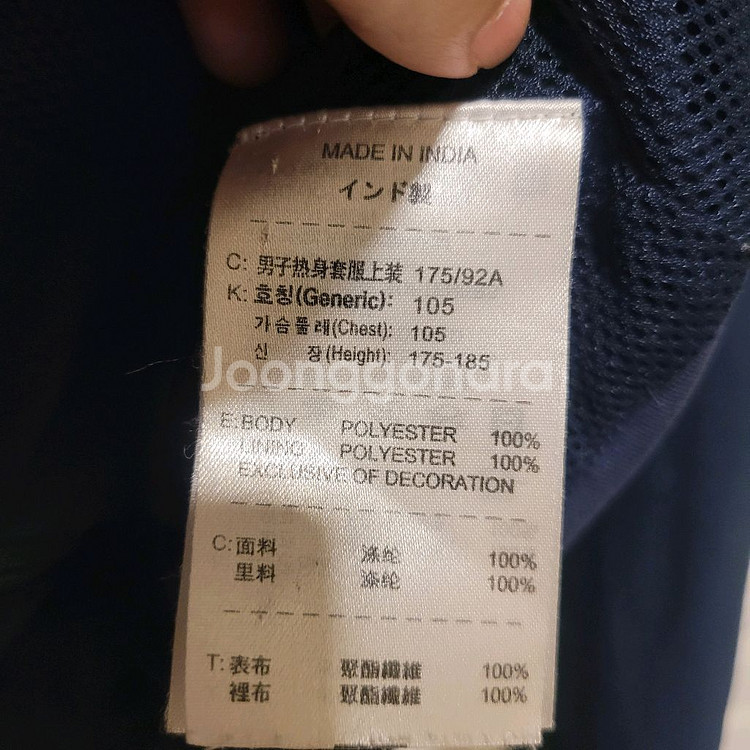 MADE IN INDIA
インド製
C: 男子热身套服上装 175/92A
K: 호칭(Generic): 105
가슴둘레(Chest): 105
신 장(Height): 175-185
Joonggonara
E: BODY POLYESTER 100%
LINING POLYESTER 100%
EXCLUSIVE OF DECORATION
C: 面料 涤纶 100%
里料 涤纶 100%
T: 表布 聚酯纖維 100%
裡布 聚酯纖維 100%